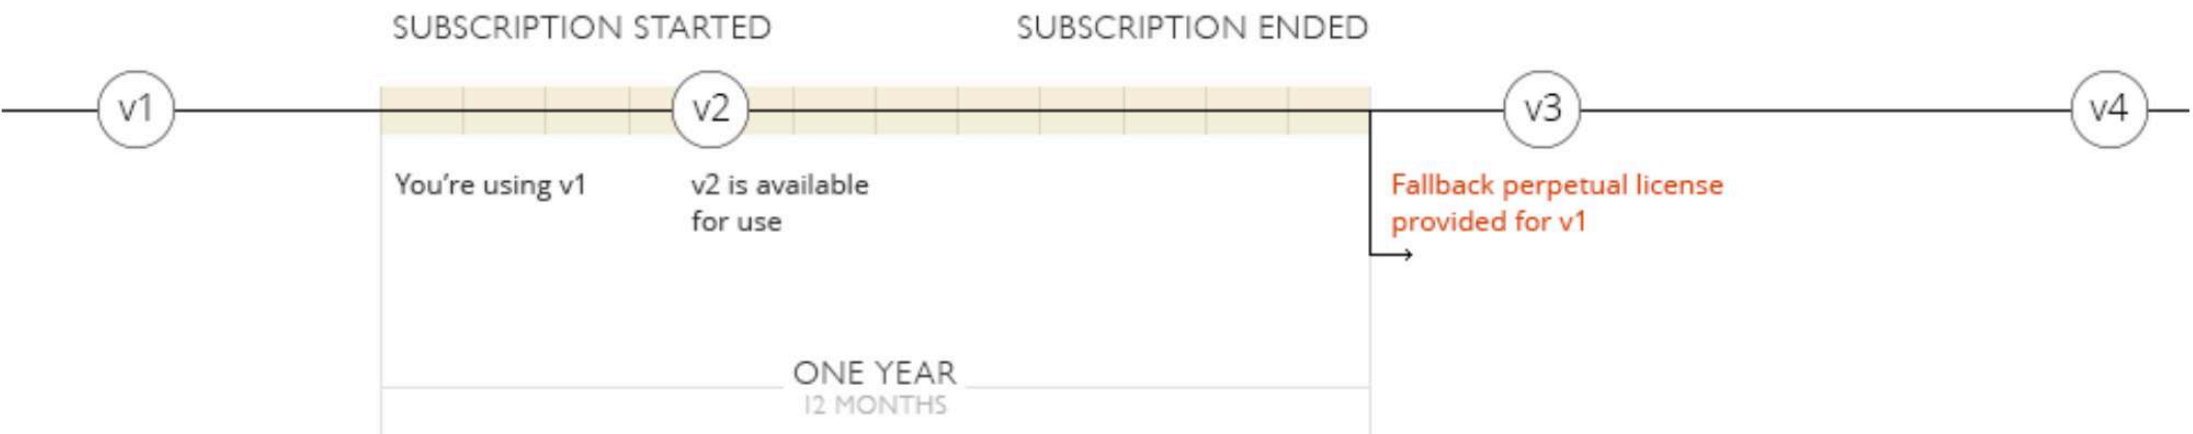 SUBSCRIPTION STARTED
SUBSCRIPTION ENDED
v1
v2
v3
v4
You're using v1
v2 is available
for use
Fallback perpetual license
provided for v1
ONE YEAR
12 MONTHS